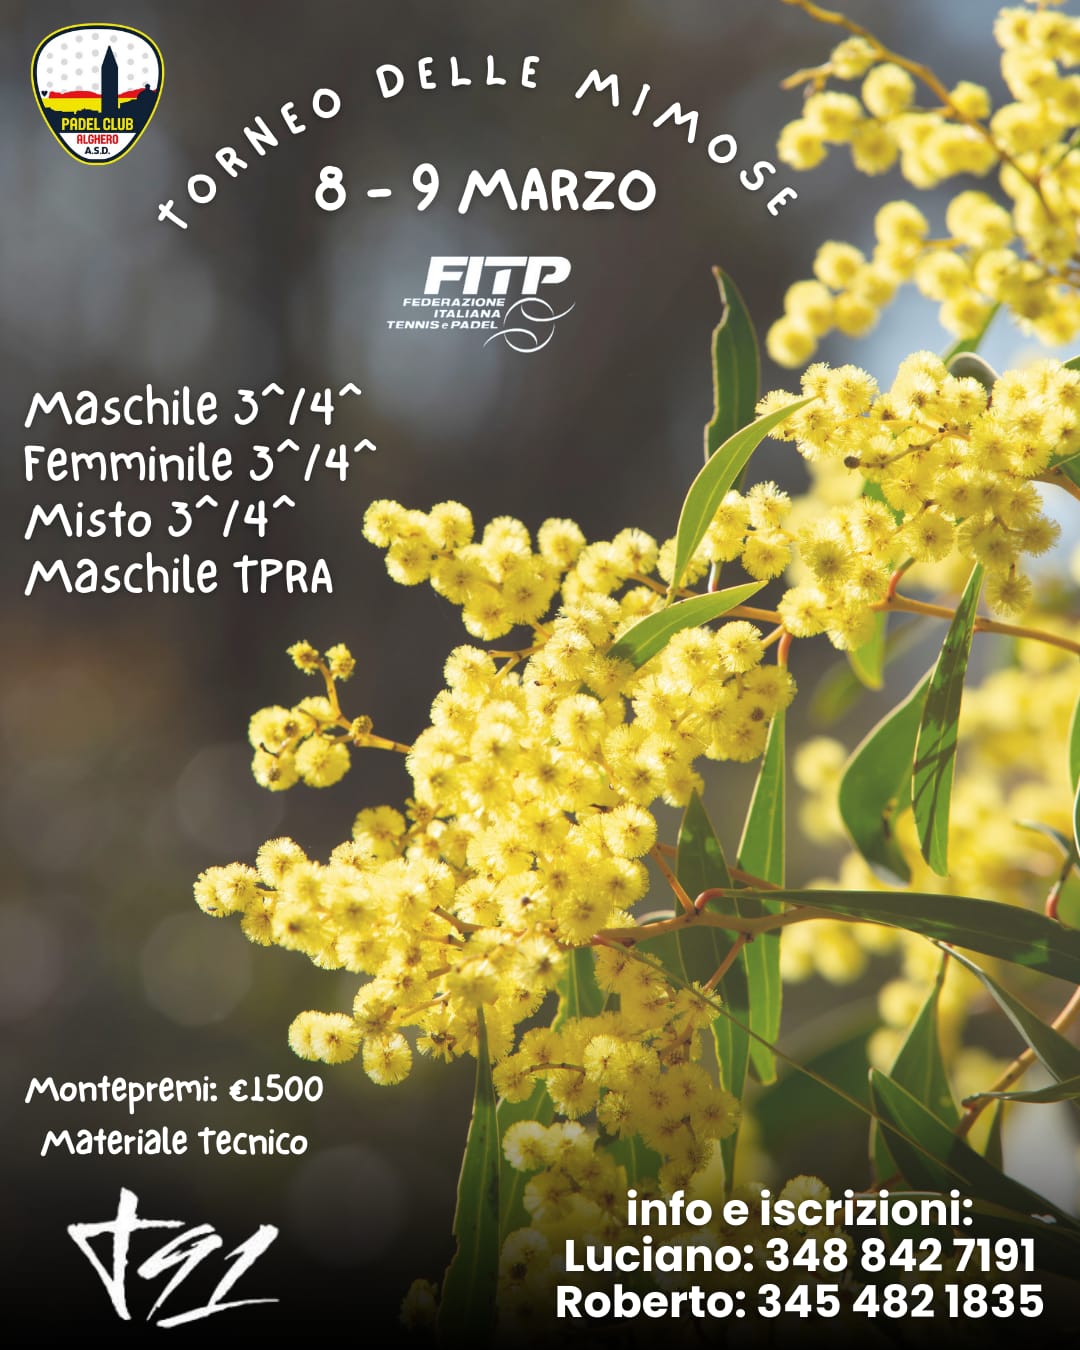 PADEL CLUB
ALGHERO
A.S.D.
TORNEO DELLE MIMOSE
8 - 9 MARZO
FITP
FEDERAZIONE
ITALIANA
TENNIS e PADEL
Maschile 3^/4^
Femminile 3^/4^
Misto 3^/4^
Maschile TPRA
Montepremi: €1500
Materiale Tecnico
T91
info e iscrizioni:
Luciano: 348 842 7191
Roberto: 345 482 1835